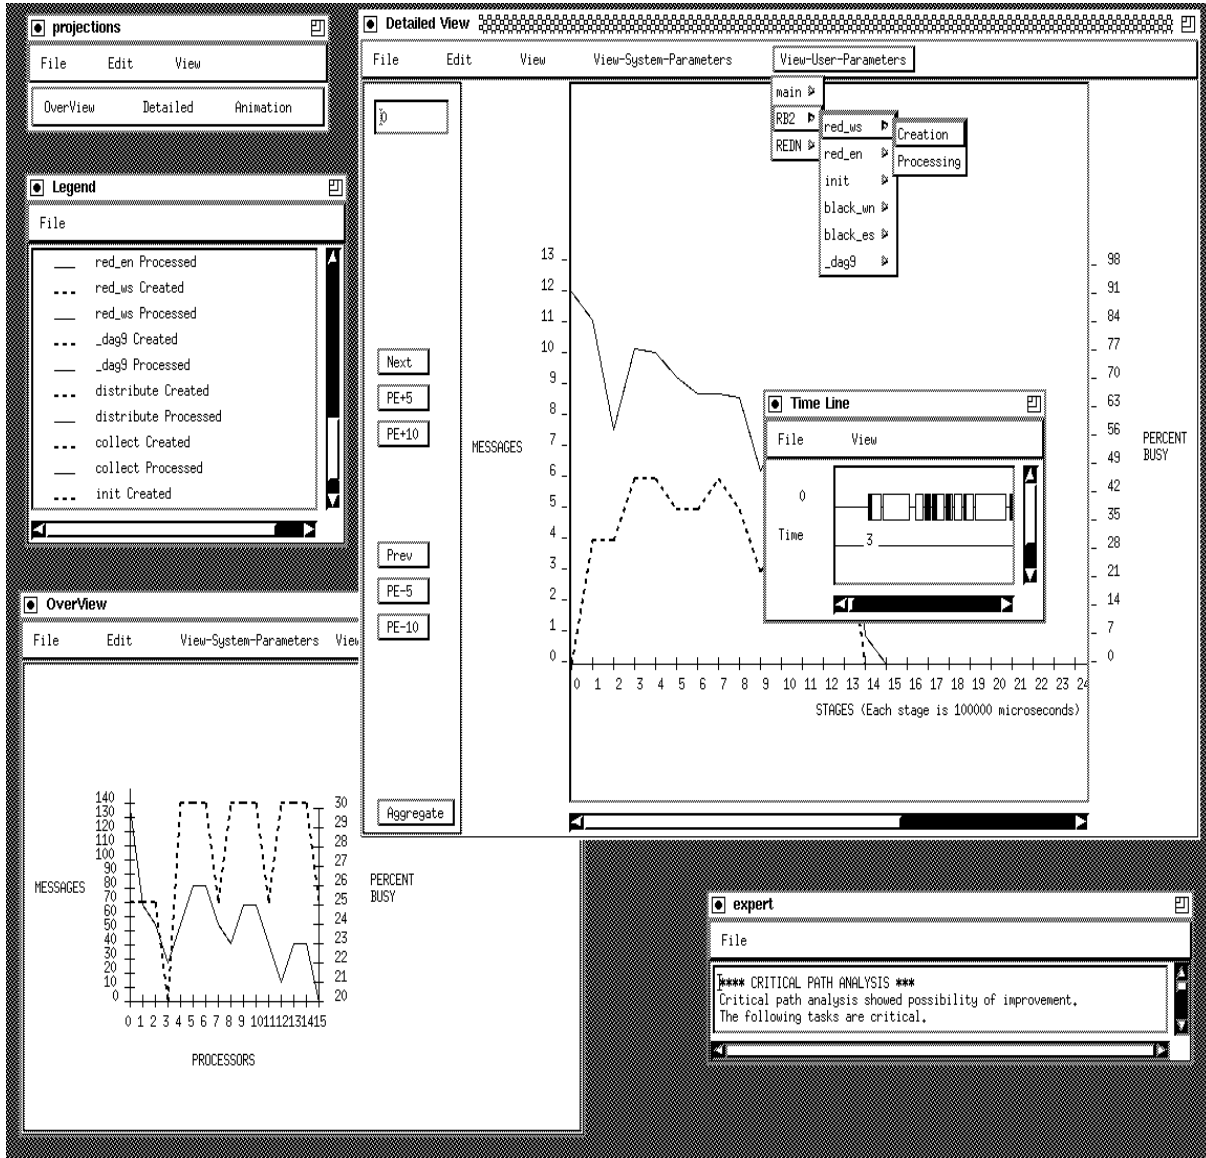 projections
File Edit View
OverView Detailed Animation
Legend
File
red_en Processed
red_ws Created
red_ws Processed
_dag9 Created
_dag9 Processed
distribute Created
distribute Processed
collect Created
collect Processed
init Created
Detailed View
File Edit View View-System-Parameters View-User-Parameters
0
main
RB2
REDN
red_ws
red_en
init
black_wn
black_es
_dag9
Creation
Processing
Next
PE+5
PE+10
Prev
PE-5
PE-10
Aggregate
MESSAGES
13
12
11
10
9
8
7
6
5
4
3
2
1
0
98
91
84
77
70
63
56
49
42
35
28
21
14
7
0
PERCENT
BUSY
0 1 2 3 4 5 6 7 8 9 10 11 12 13 14 15 16 17 18 19 20 21 22 23 24
STAGES (Each stage is 100000 microseconds)
Time Line
File View
0
Time
3
OverView
File Edit View-System-Parameters View
MESSAGES
140
130
120
110
100
90
80
70
60
50
40
30
20
10
0
30
29
28
27
26
25
24
23
22
21
20
PERCENT
BUSY
0 1 2 3 4 5 6 7 8 9 101112131415
PROCESSORS
expert
File
**** CRITICAL PATH ANALYSIS ***
Critical path analysis showed possibility of improvement.
The following tasks are critical.